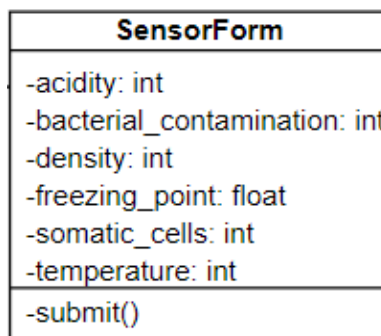 SensorForm
-acidity: int
-bacterial_contamination: int
-density: int
-freezing_point: float
-somatic_cells: int
-temperature: int
-submit()